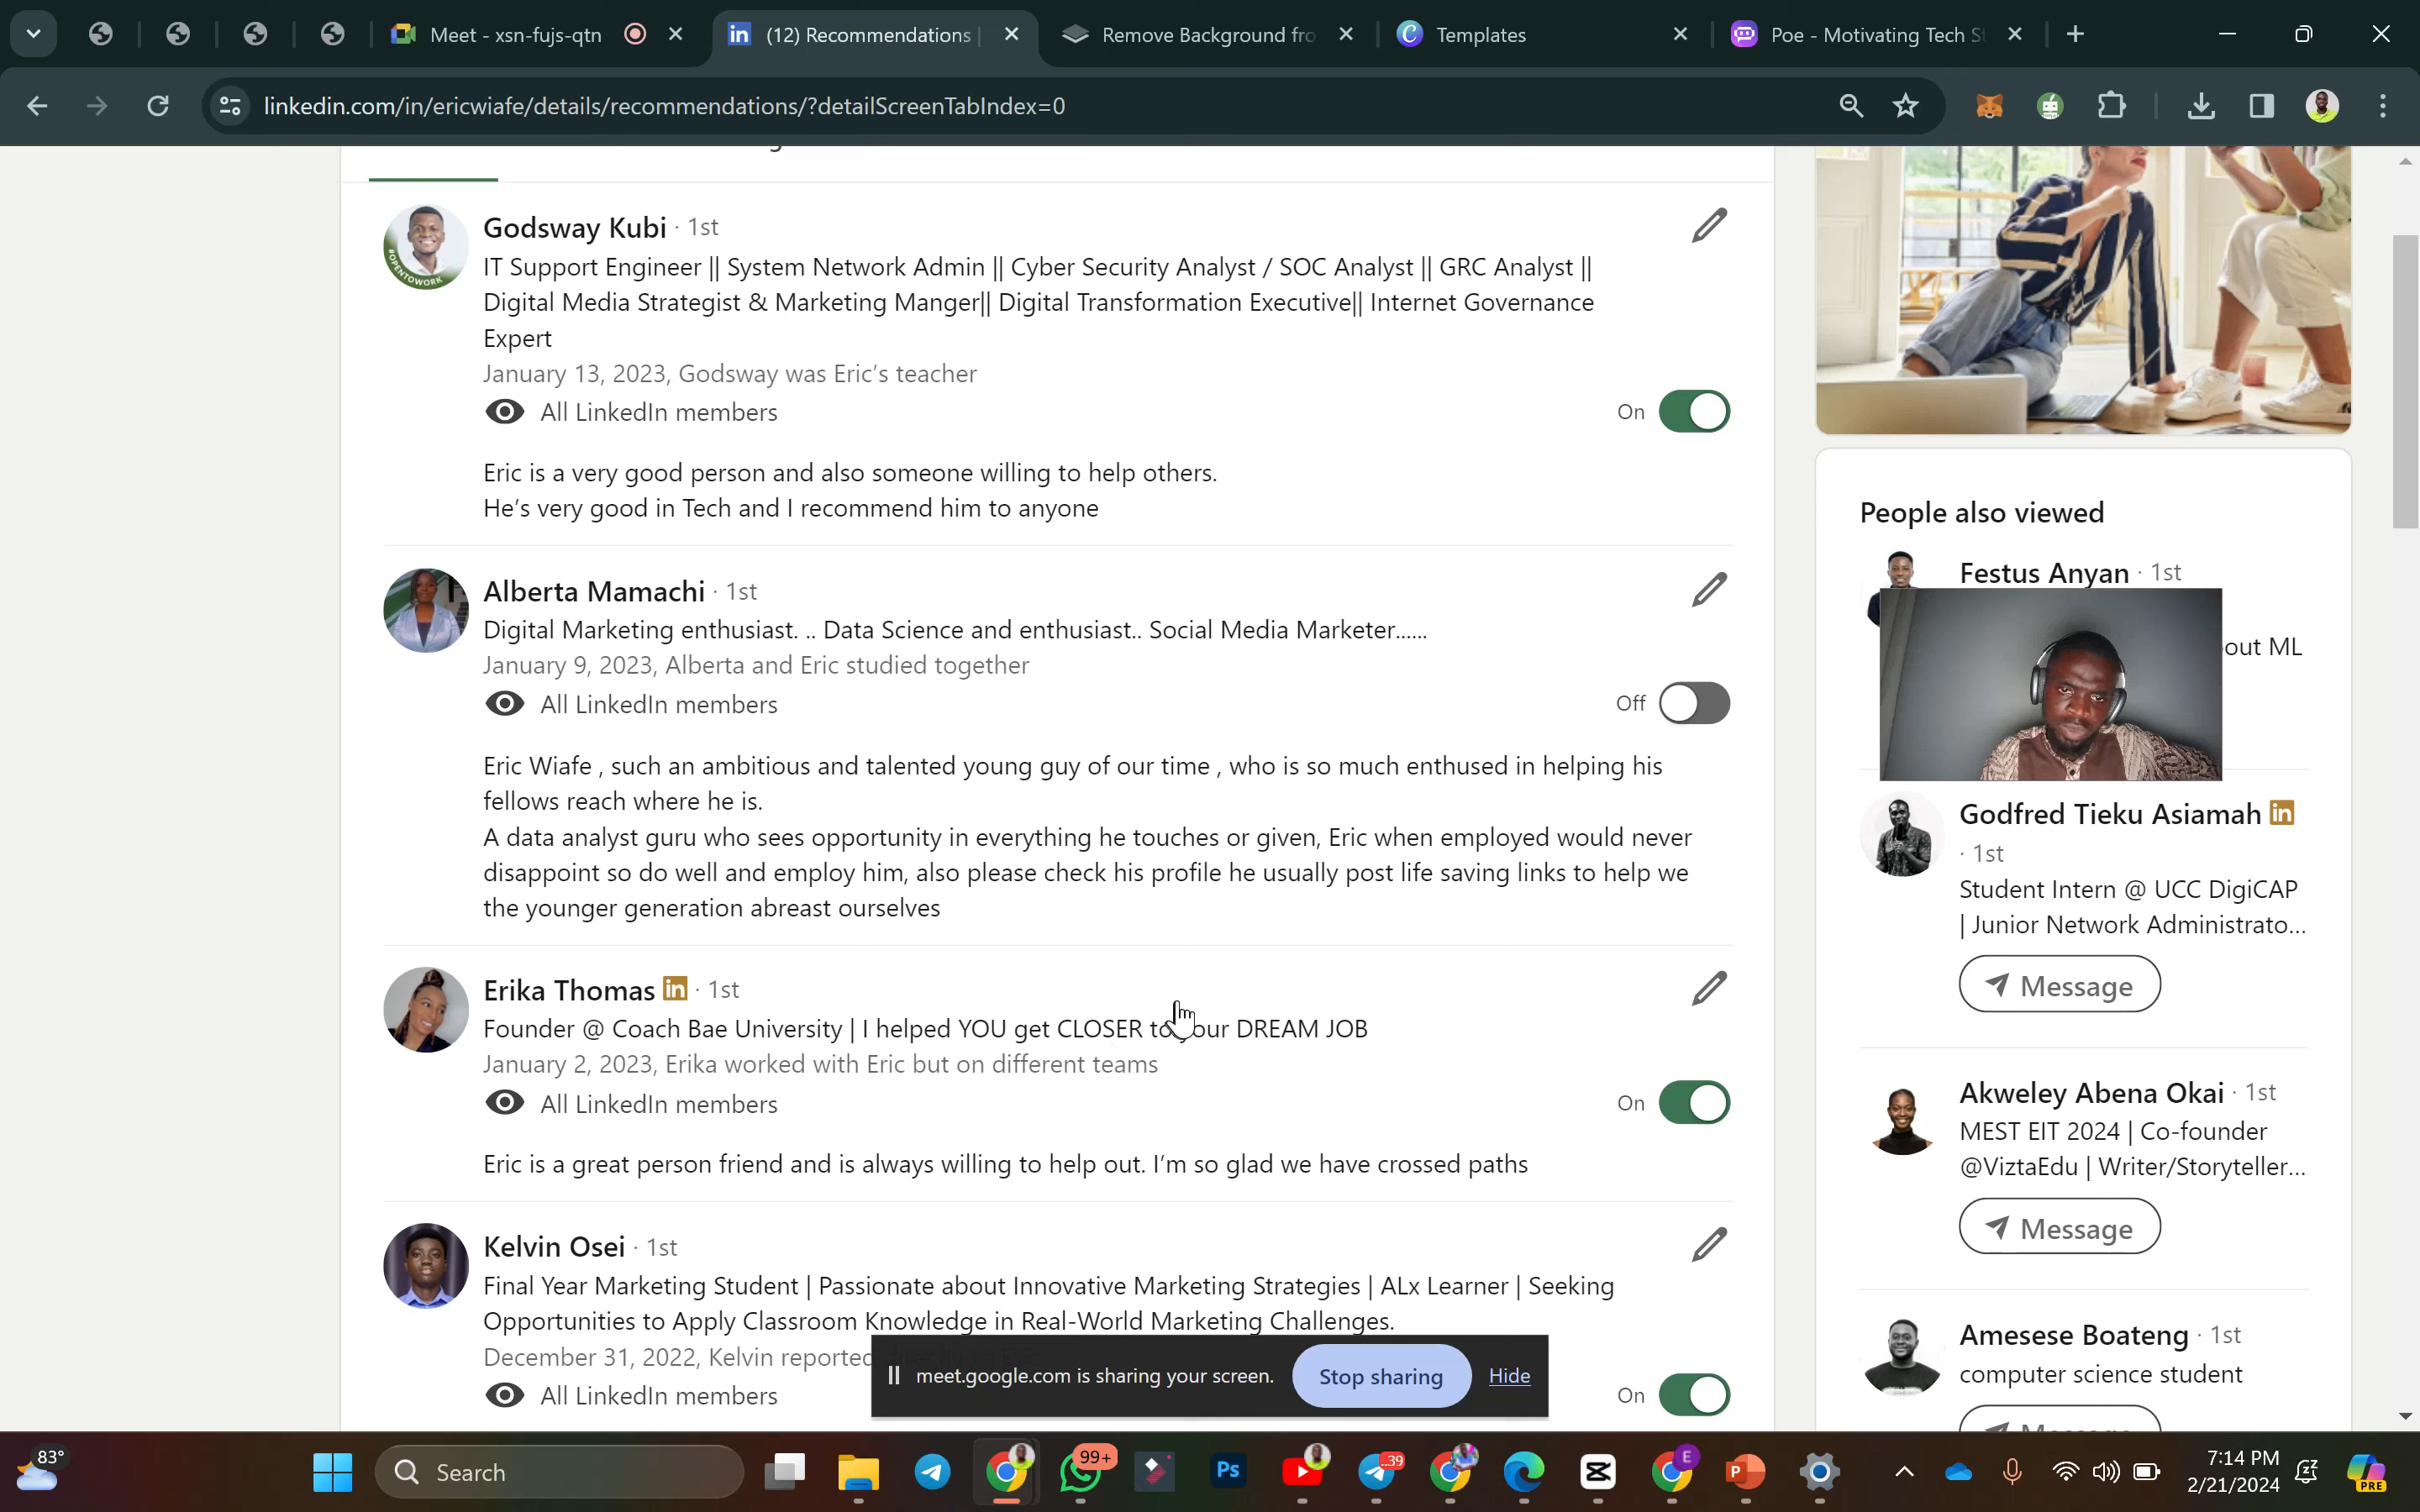 Meet - xsn-fujs-qtn
(12) Recommendations
Remove Background fro
Templates
Poe - Motivating Tech St
linkedin.com/in/ericwiafe/details/recommendations/?detailScreenTabIndex=0
Godsway Kubi · 1st
IT Support Engineer || System Network Admin || Cyber Security Analyst / SOC Analyst || GRC Analyst ||
Digital Media Strategist & Marketing Manger|| Digital Transformation Executive|| Internet Governance
Expert
January 13, 2023, Godsway was Eric's teacher
All LinkedIn members
On
Eric is a very good person and also someone willing to help others.
He's very good in Tech and I recommend him to anyone
#OPENTOWORK
Alberta Mamachi · 1st
Digital Marketing enthusiast. .. Data Science and enthusiast.. Social Media Marketer......
January 9, 2023, Alberta and Eric studied together
All LinkedIn members
Off
Eric Wiafe , such an ambitious and talented young guy of our time , who is so much enthused in helping his
fellows reach where he is.
A data analyst guru who sees opportunity in everything he touches or given, Eric when employed would never
disappoint so do well and employ him, also please check his profile he usually post life saving links to help we
the younger generation abreast ourselves
Erika Thomas in · 1st
Founder @ Coach Bae University | I helped YOU get CLOSER to your DREAM JOB
January 2, 2023, Erika worked with Eric but on different teams
All LinkedIn members
On
Eric is a great person friend and is always willing to help out. I'm so glad we have crossed paths
Kelvin Osei · 1st
Final Year Marketing Student | Passionate about Innovative Marketing Strategies | ALx Learner | Seeking
Opportunities to Apply Classroom Knowledge in Real-World Marketing Challenges.
December 31, 2022, Kelvin reported
All LinkedIn members
On
People also viewed
Festus Anyan · 1st
out ML
Godfred Tieku Asiamah in
· 1st
Student Intern @ UCC DigiCAP
| Junior Network Administrato...
Message
Akweley Abena Okai · 1st
MEST EIT 2024 | Co-founder
@ViztaEdu | Writer/Storyteller...
Message
Amesese Boateng · 1st
computer science student
meet.google.com is sharing your screen.
Stop sharing
Hide
83°
Search
99+
Ps
..39
E
P
7:14 PM
2/21/2024
PRE